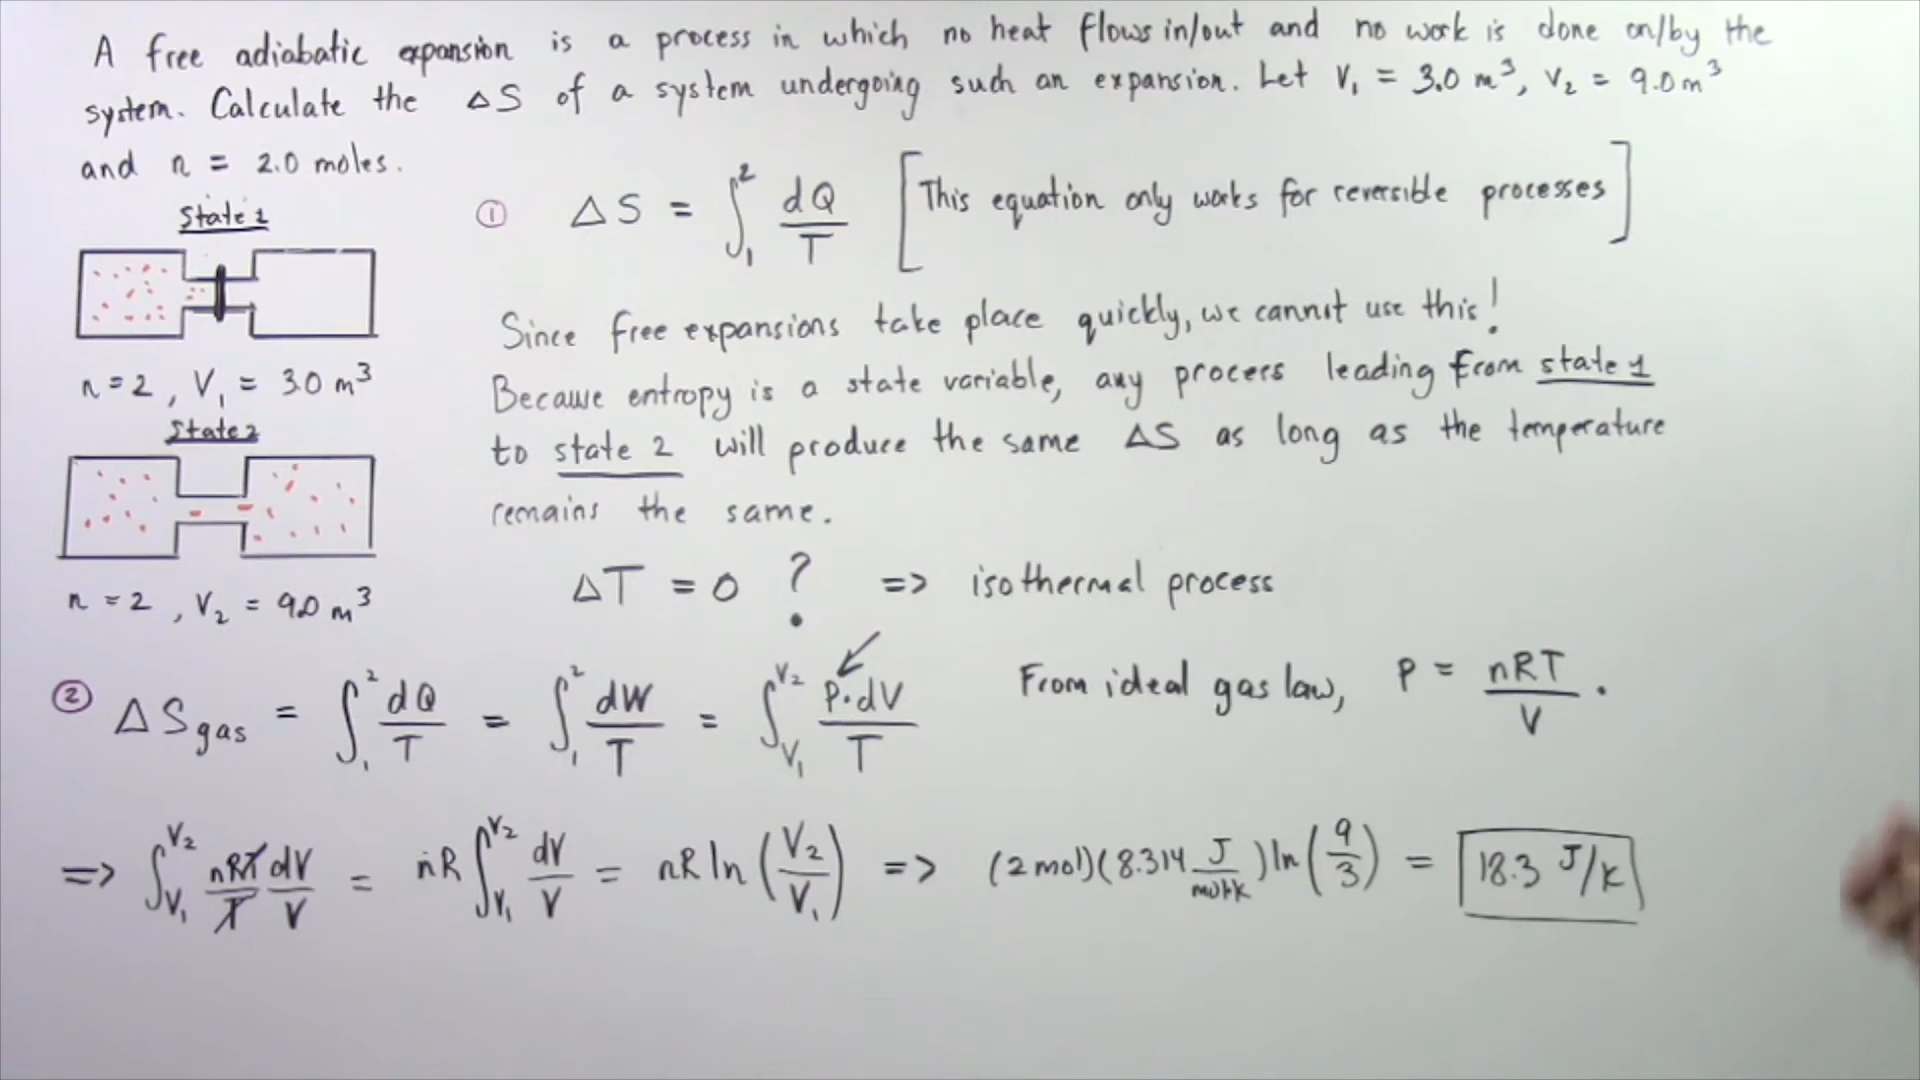 A free adiabatic expansion is a process in which no heat flows in/out and no work is done on/by the
system. Calculate the ΔS of a system undergoing such an expansion. Let V₁ = 3.0 m³, V₂ = 9.0 m³
and n = 2.0 moles.
State 1
n = 2 , V₁ = 3.0 m³
State 2
n = 2 , V₂ = 9.0 m³
① ΔS = ∫₁² dQ/T [This equation only works for reversible processes]
Since free expansions take place quickly, we cannot use this!
Because entropy is a state variable, any process leading from state 1
to state 2 will produce the same ΔS as long as the temperature
remains the same.
ΔT = 0 ? => isothermal process
② ΔS gas = ∫₁² dQ/T = ∫₁² dW/T = ∫_V₁^V₂ P·dV/T From ideal gas law, P = nRT/V .
=> ∫_V₁^V₂ nRT/T dV/V = nR ∫_V₁^V₂ dV/V = nR ln (V₂/V₁) => (2 mol)(8.314 J/mol·K) ln(9/3) = 18.3 J/K